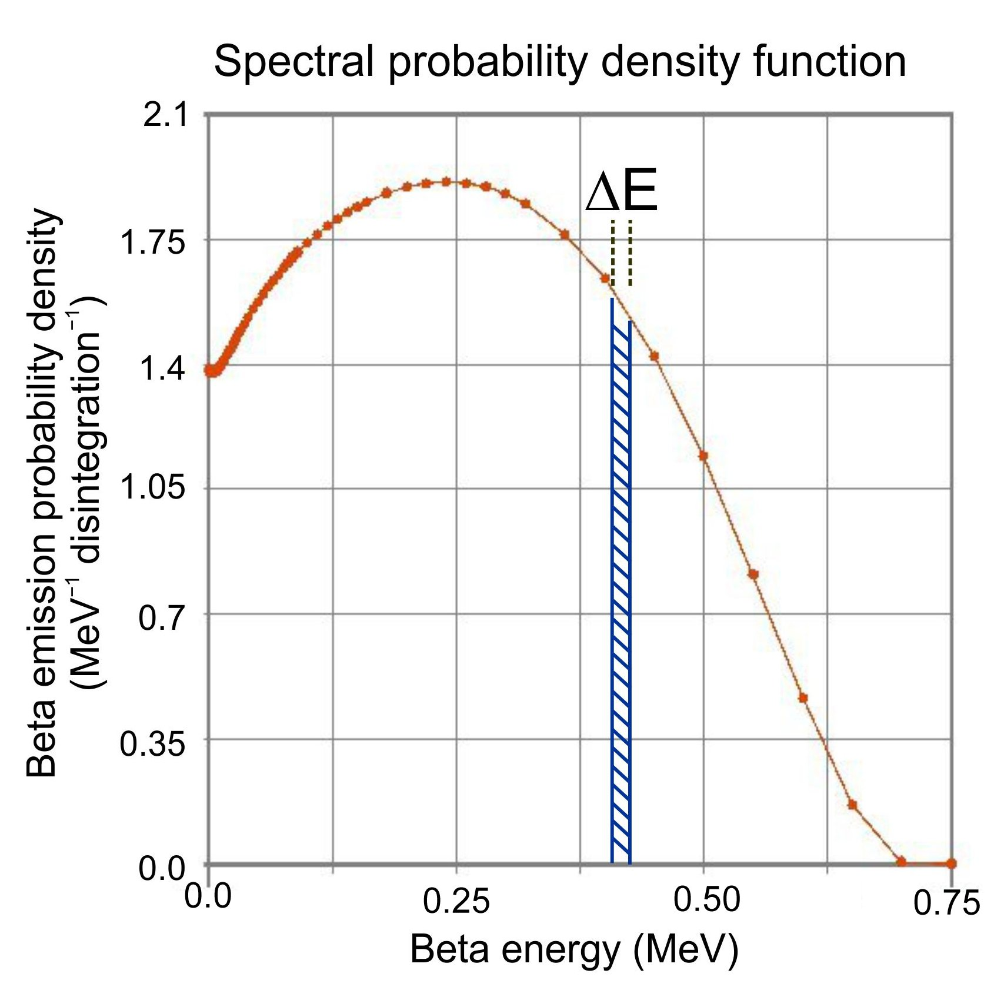 Spectral probability density function
Beta emission probability density
(MeV⁻¹ disintegration⁻¹)
2.1
1.75
1.4
1.05
0.7
0.35
0.0
ΔE
0.0
0.25
0.50
0.75
Beta energy (MeV)